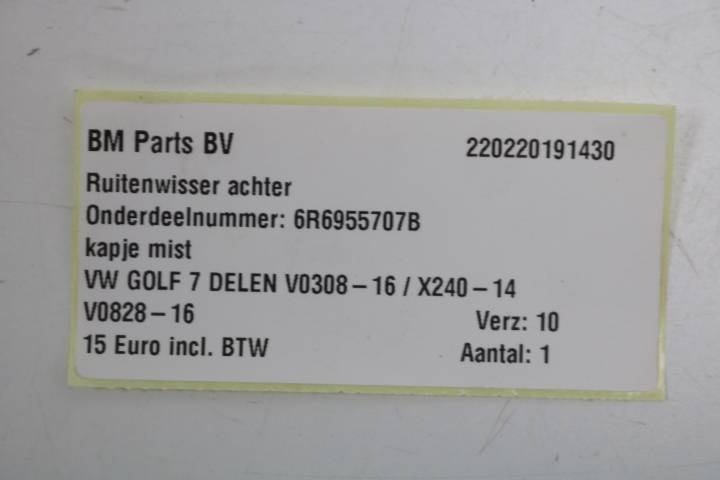 BM Parts BV 220220191430
Ruitenwisser achter
Onderdeelnummer: 6R6955707B
kapje mist
VW GOLF 7 DELEN V0308-16 / X240-14
V0828-16 Verz: 10
15 Euro incl. BTW Aantal: 1